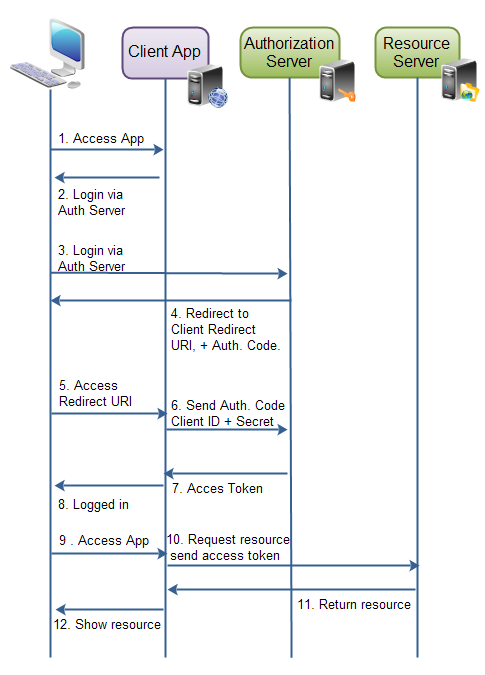 Client App
Authorization
Server
Resource
Server
1. Access App
2. Login via
Auth Server
3. Login via
Auth Server
4. Redirect to
Client Redirect
URI, + Auth. Code.
5. Access
Redirect URI
6. Send Auth. Code
Client ID + Secret
7. Acces Token
8. Logged in
9 . Access App
10. Request resource
send access token
11. Return resource
12. Show resource